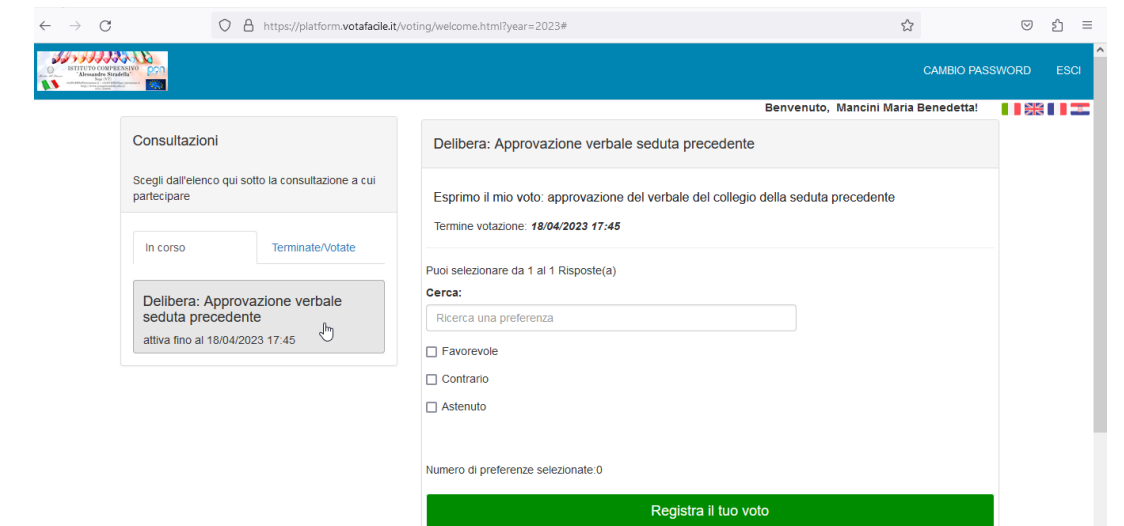 https://platform.votafacile.it/voting/welcome.html?year=2023#
ISTITUTO COMPRENSIVO
"Alessandro Stradella"
CAMBIO PASSWORD
ESCI
Benvenuto, Mancini Maria Benedetta!
Consultazioni
Scegli dall'elenco qui sotto la consultazione a cui
partecipare
In corso
Terminate/Votate
Delibera: Approvazione verbale
seduta precedente
attiva fino al 18/04/2023 17:45
Delibera: Approvazione verbale seduta precedente
Esprimo il mio voto: approvazione del verbale del collegio della seduta precedente
Termine votazione: 18/04/2023 17:45
Puoi selezionare da 1 al 1 Risposte(a)
Cerca:
Ricerca una preferenza
Favorevole
Contrario
Astenuto
Numero di preferenze selezionate:0
Registra il tuo voto